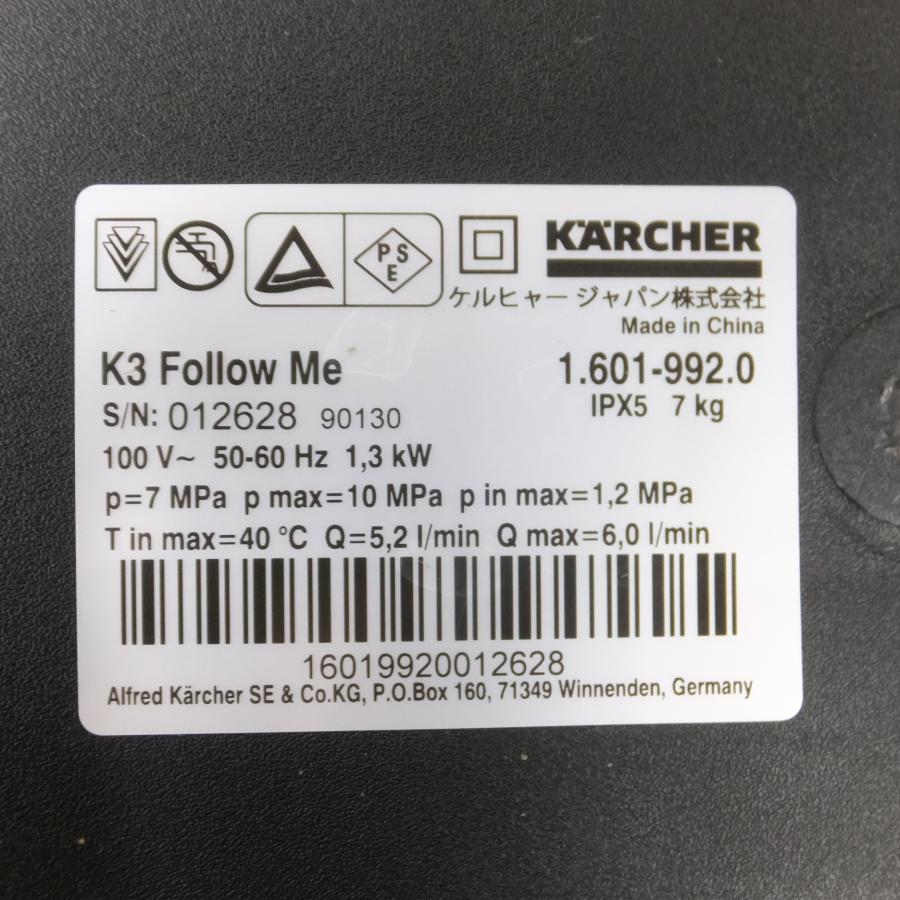 PSE
KÄRCHER
ケルヒャー ジャパン株式会社
Made in China
K3 Follow Me 1.601-992.0
S/N: 012628 90130 IPX5 7 kg
100 V~ 50-60 Hz 1,3 kW
p=7 MPa p max=10 MPa p in max=1,2 MPa
T in max=40 °C Q=5,2 l/min Q max=6,0 l/min
16019920012628
Alfred Kärcher SE & Co.KG, P.O.Box 160, 71349 Winnenden, Germany